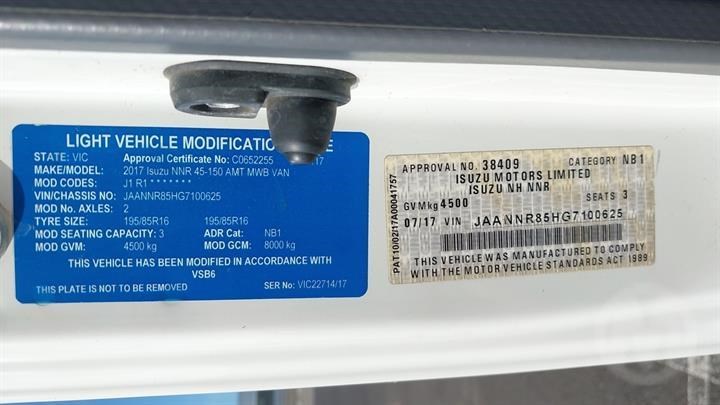 LIGHT VEHICLE MODIFICATION
STATE: VIC Approval Certificate No: C0652255 17
MAKE/MODEL: 2017 Isuzu NNR 45-150 AMT MWB VAN
MOD CODES: J1 R1 * * * * * * *
VIN/CHASSIS NO: JAANNR85HG7100625
MOD No. AXLES: 2
TYRE SIZE: 195/85R16 195/85R16
MOD SEATING CAPACITY: 3 ADR Cat: NB1
MOD GVM: 4500 kg MOD GCM: 8000 kg
THIS VEHICLE HAS BEEN MODIFIED IN ACCORDANCE WITH
VSB6
THIS PLATE IS NOT TO BE REMOVED SER No: VIC22714/17
PAT10/02/17A00041757
APPROVAL NO. 38409 CATEGORY NB1
ISUZU MOTORS LIMITED
ISUZU NH NNR
GVMkg 4500 SEATS 3
07/17 VIN JAANNR85HG7100625
THIS VEHICLE WAS MANUFACTURED TO COMPLY
WITH THE MOTOR VEHICLE STANDARDS ACT 1989